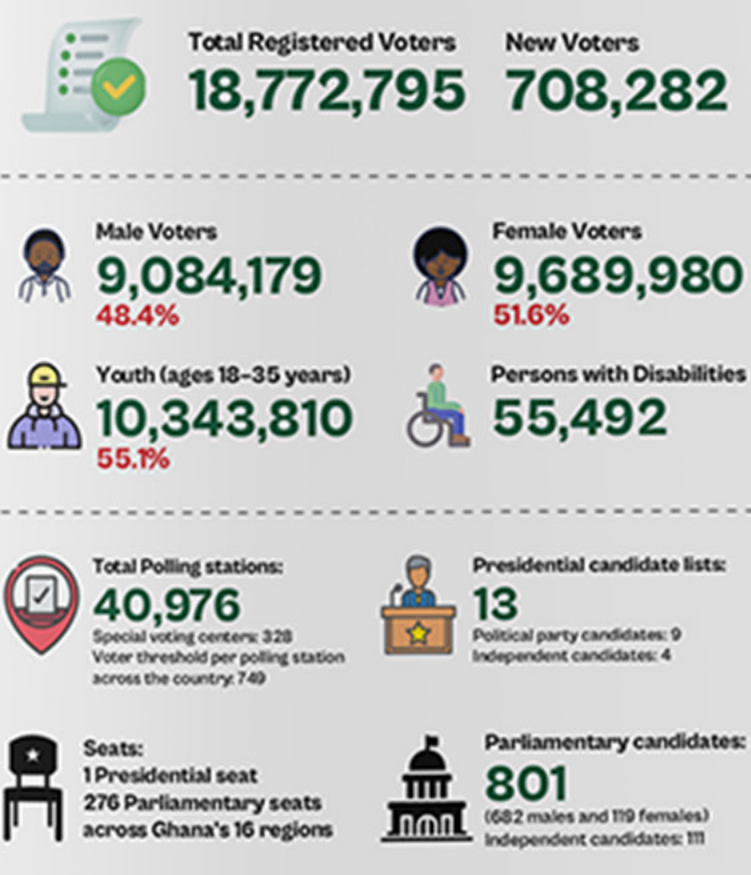 Total Registered Voters
18,772,795
New Voters
708,282
Male Voters
9,084,179
48.4%
Female Voters
9,689,980
51.6%
Youth (ages 18–35 years)
10,343,810
55.1%
Persons with Disabilities
55,492
Total Polling stations:
40,976
Special voting centers: 328
Voter threshold per polling station
across the country: 749
Presidential candidate lists:
13
Political party candidates: 9
Independent candidates: 4
Seats:
1 Presidential seat
276 Parliamentary seats
across Ghana's 16 regions
Parliamentary candidates:
801
(682 males and 119 females)
Independent candidates: 111